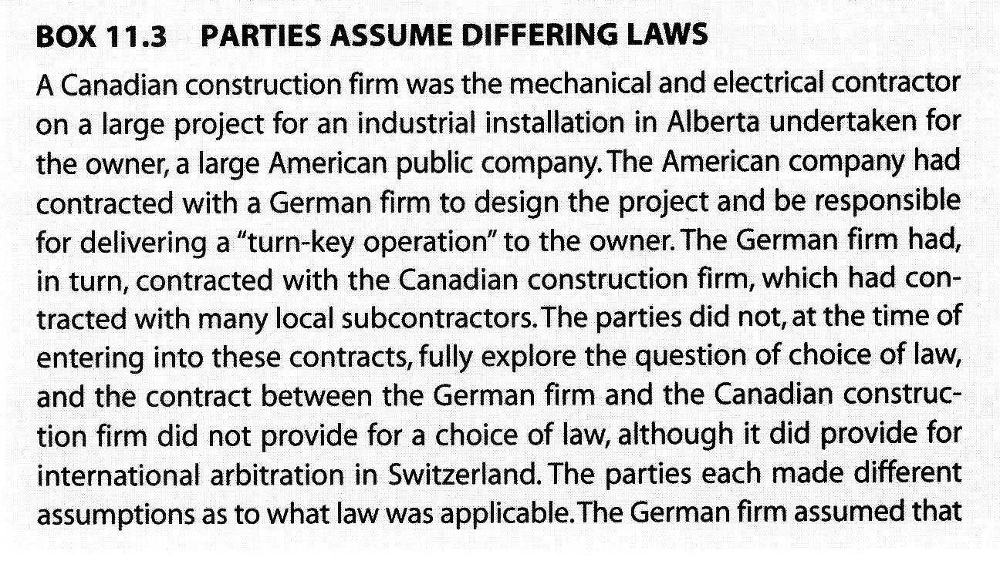 BOX 11.3 PARTIES ASSUME DIFFERING LAWS
A Canadian construction firm was the mechanical and electrical contractor
on a large project for an industrial installation in Alberta undertaken for
the owner, a large American public company. The American company had
contracted with a German firm to design the project and be responsible
for delivering a “turn-key operation” to the owner. The German firm had,
in turn, contracted with the Canadian construction firm, which had con-
tracted with many local subcontractors. The parties did not, at the time of
entering into these contracts, fully explore the question of choice of law,
and the contract between the German firm and the Canadian construc-
tion firm did not provide for a choice of law, although it did provide for
international arbitration in Switzerland. The parties each made different
assumptions as to what law was applicable. The German firm assumed that